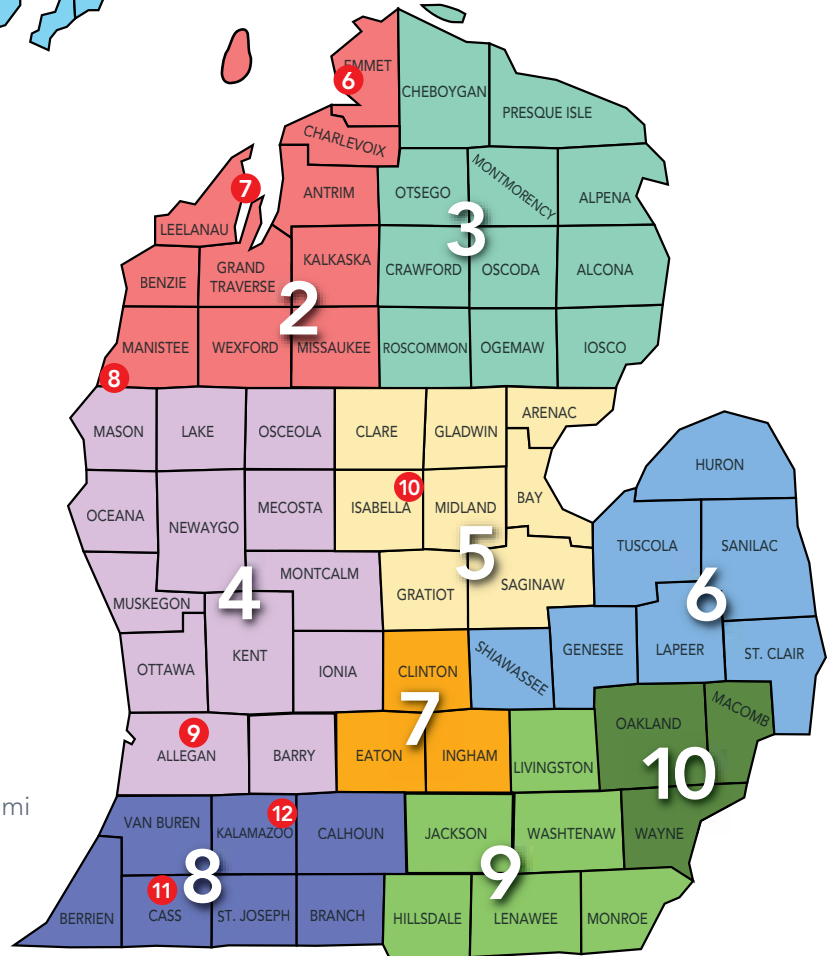 EMMET
6
CHEBOYGAN
PRESQUE ISLE
CHARLEVOIX
7
ANTRIM
OTSEGO
MONTMORENCY
ALPENA
LEELANAU
3
BENZIE
GRAND
TRAVERSE
KALKASKA
CRAWFORD
OSCODA
ALCONA
2
MANISTEE
WEXFORD
MISSAUKEE
ROSCOMMON
OGEMAW
IOSCO
8
MASON
LAKE
OSCEOLA
CLARE
GLADWIN
ARENAC
HURON
10
OCEANA
NEWAYGO
MECOSTA
ISABELLA
MIDLAND
BAY
TUSCOLA
SANILAC
5
MONTCALM
GRATIOT
SAGINAW
6
MUSKEGON
4
OTTAWA
KENT
IONIA
CLINTON
SHIAWASSEE
GENESEE
LAPEER
ST. CLAIR
7
9
ALLEGAN
BARRY
EATON
INGHAM
LIVINGSTON
OAKLAND
MACOMB
10
mi
VAN BUREN
12
KALAMAZOO
CALHOUN
JACKSON
WASHTENAW
WAYNE
8
9
BERRIEN
11
CASS
ST. JOSEPH
BRANCH
HILLSDALE
LENAWEE
MONROE